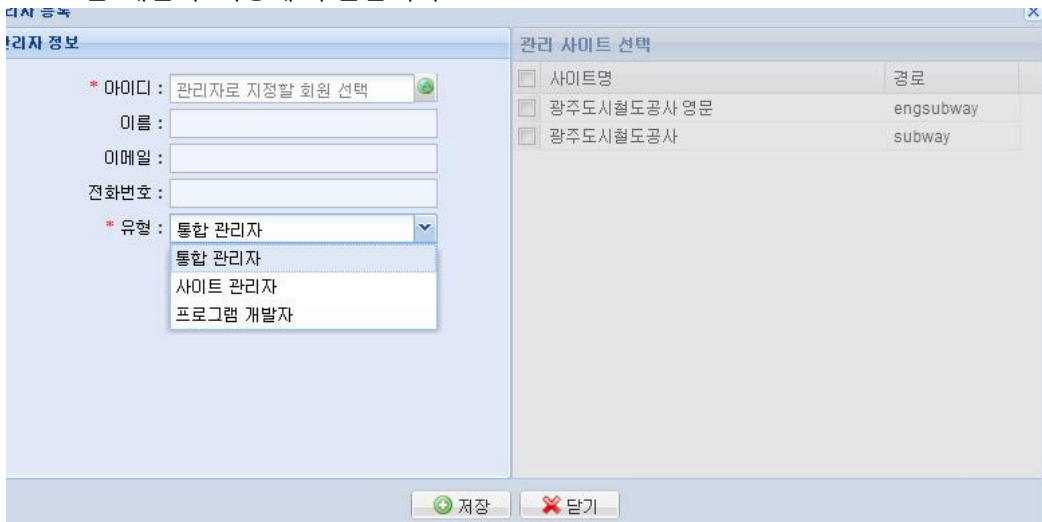 리자 등록
관리자 정보
* 아이디 : 관리자로 지정할 회원 선택
이름 :
이메일 :
전화번호 :
* 유형 : 통합 관리자
통합 관리자
사이트 관리자
프로그램 개발자
관리 사이트 선택
사이트명 경로
광주도시철도공사 영문 engsubway
광주도시철도공사 subway
저장 닫기